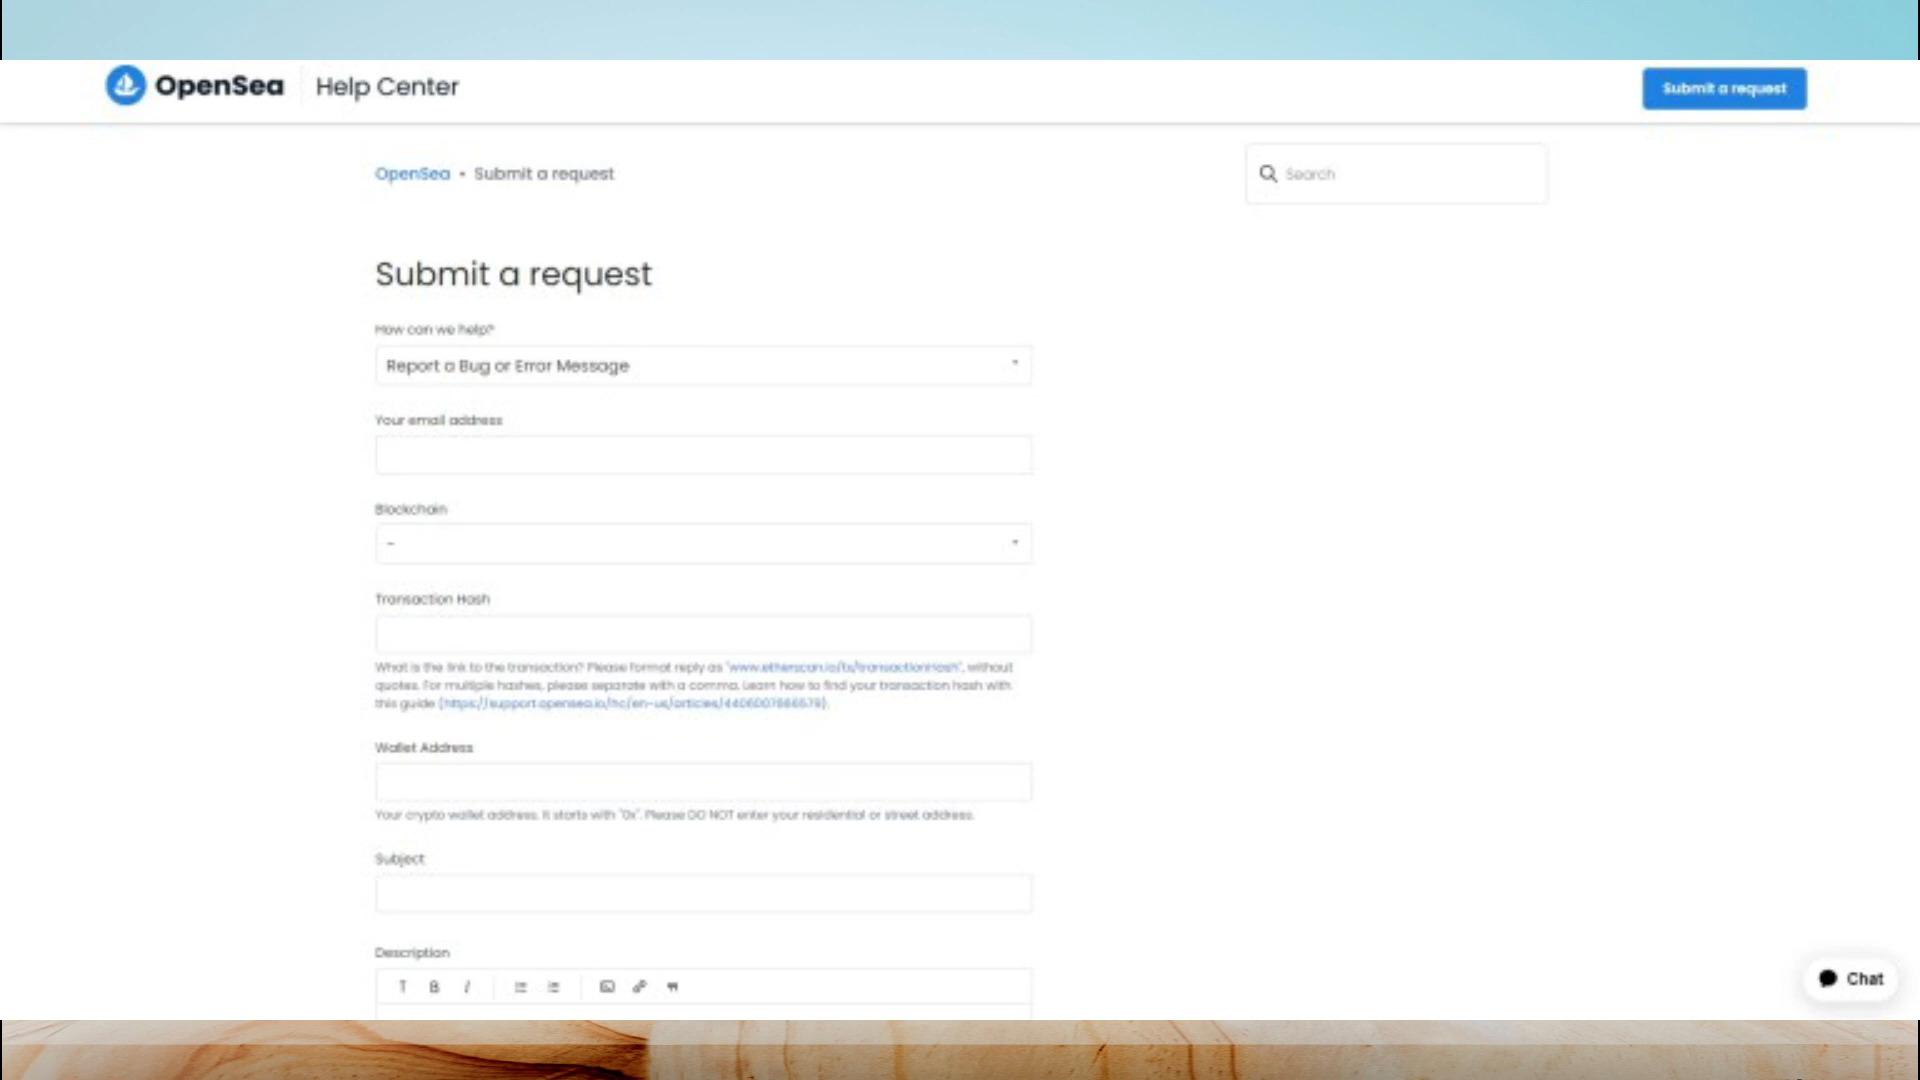 OpenSea Help Center Submit a request
OpenSea • Submit a request Search
Submit a request
How can we help?
Report a Bug or Error Message
Your email address
Blockchain
-
Transaction Hash
What is the link to the transaction? Please format reply as "www.etherscan.io/tx/transactionHash", without
quotes. For multiple hashes, please separate with a comma. Learn how to find your transaction hash with
this guide (https://support.opensea.io/hc/en-us/articles/
Wallet Address
Your crypto wallet address. It starts with "0x". Please DO NOT enter your residential or street address.
Subject
Description
T B I
Chat